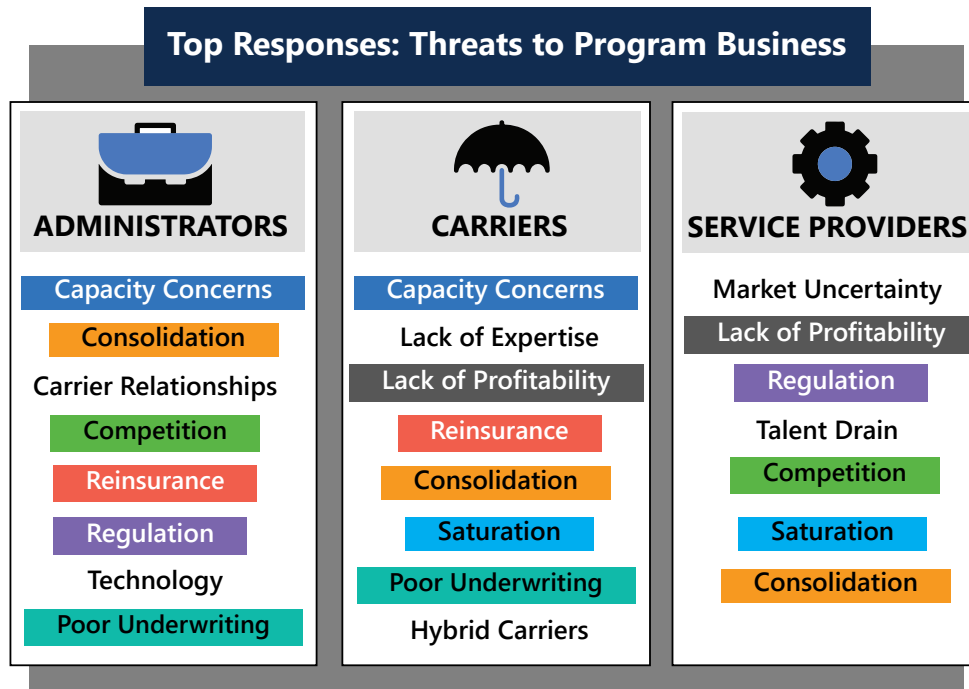 Top Responses: Threats to Program Business
ADMINISTRATORS
Capacity Concerns
Consolidation
Carrier Relationships
Competition
Reinsurance
Regulation
Technology
Poor Underwriting
CARRIERS
Capacity Concerns
Lack of Expertise
Lack of Profitability
Reinsurance
Consolidation
Saturation
Poor Underwriting
Hybrid Carriers
SERVICE PROVIDERS
Market Uncertainty
Lack of Profitability
Regulation
Talent Drain
Competition
Saturation
Consolidation